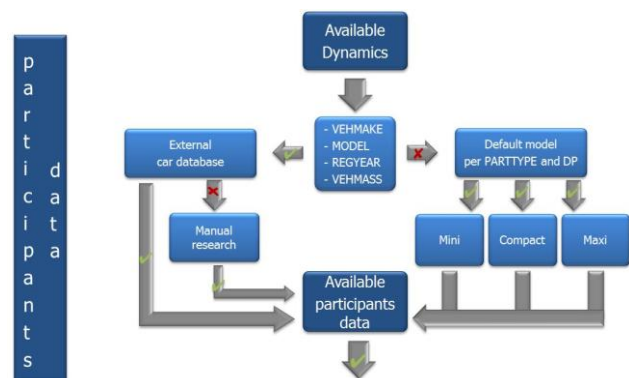 participants
data
Available
Dynamics
- VEHMAKE
- MODEL
- REGYEAR
- VEHMASS
External
car database
Default model
per PARTTYPE and DP
Manual
research
Mini
Compact
Maxi
Available
participants
data